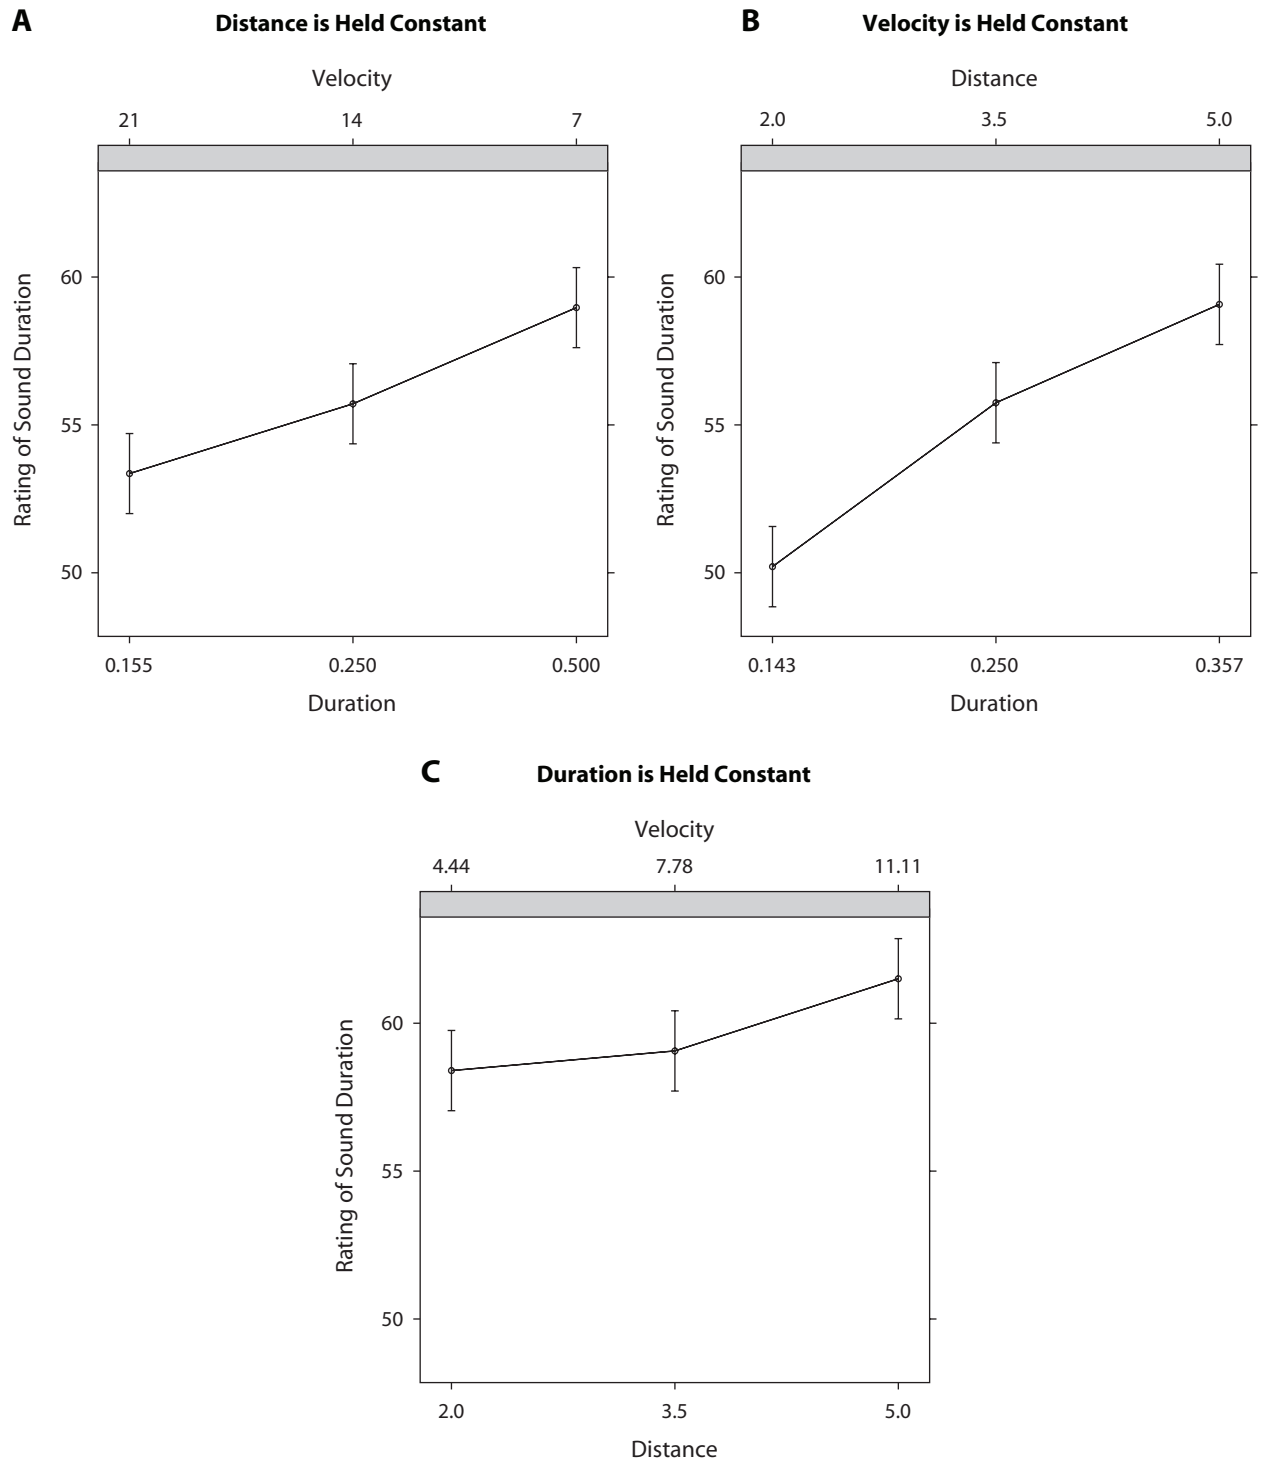 A
Distance is Held Constant
Velocity
21 14 7
Rating of Sound Duration
60
55
50
0.155 0.250 0.500
Duration
B
Velocity is Held Constant
Distance
2.0 3.5 5.0
Rating of Sound Duration
60
55
50
0.143 0.250 0.357
Duration
C
Duration is Held Constant
Velocity
4.44 7.78 11.11
Rating of Sound Duration
60
55
50
2.0 3.5 5.0
Distance